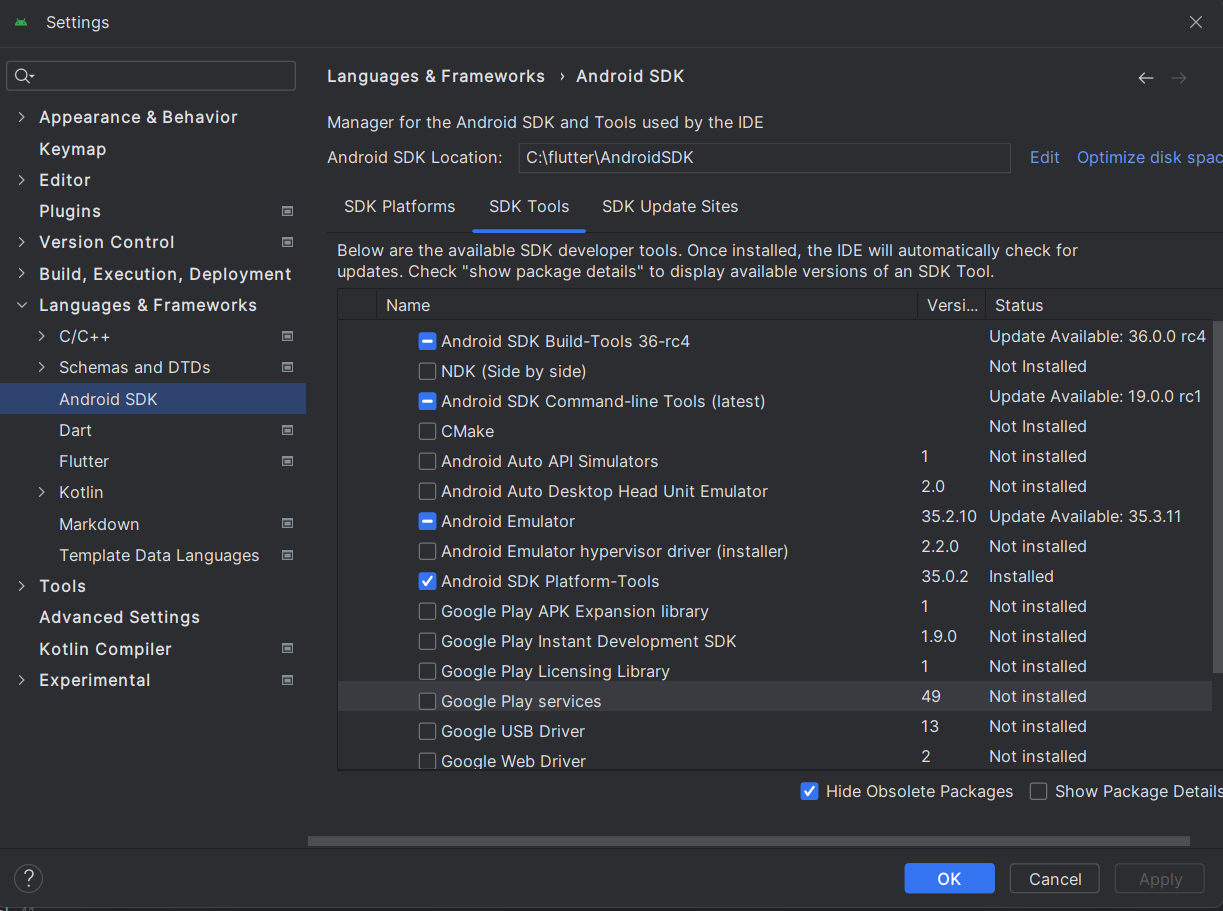 Settings
Languages & Frameworks › Android SDK
Appearance & Behavior
Keymap
Editor
Plugins
Version Control
Build, Execution, Deployment
Languages & Frameworks
C/C++
Schemas and DTDs
Android SDK
Dart
Flutter
Kotlin
Markdown
Template Data Languages
Tools
Advanced Settings
Kotlin Compiler
Experimental
Manager for the Android SDK and Tools used by the IDE
Android SDK Location: C:\flutter\AndroidSDK Edit Optimize disk spac
SDK Platforms SDK Tools SDK Update Sites
Below are the available SDK developer tools. Once installed, the IDE will automatically check for
updates. Check "show package details" to display available versions of an SDK Tool.
Name Versi... Status
Android SDK Build-Tools 36-rc4 Update Available: 36.0.0 rc4
NDK (Side by side) Not Installed
Android SDK Command-line Tools (latest) Update Available: 19.0.0 rc1
CMake Not Installed
Android Auto API Simulators 1 Not installed
Android Auto Desktop Head Unit Emulator 2.0 Not installed
Android Emulator 35.2.10 Update Available: 35.3.11
Android Emulator hypervisor driver (installer) 2.2.0 Not installed
Android SDK Platform-Tools 35.0.2 Installed
Google Play APK Expansion library 1 Not installed
Google Play Instant Development SDK 1.9.0 Not installed
Google Play Licensing Library 1 Not installed
Google Play services 49 Not installed
Google USB Driver 13 Not installed
Google Web Driver 2 Not installed
Hide Obsolete Packages Show Package Details
? OK Cancel Apply